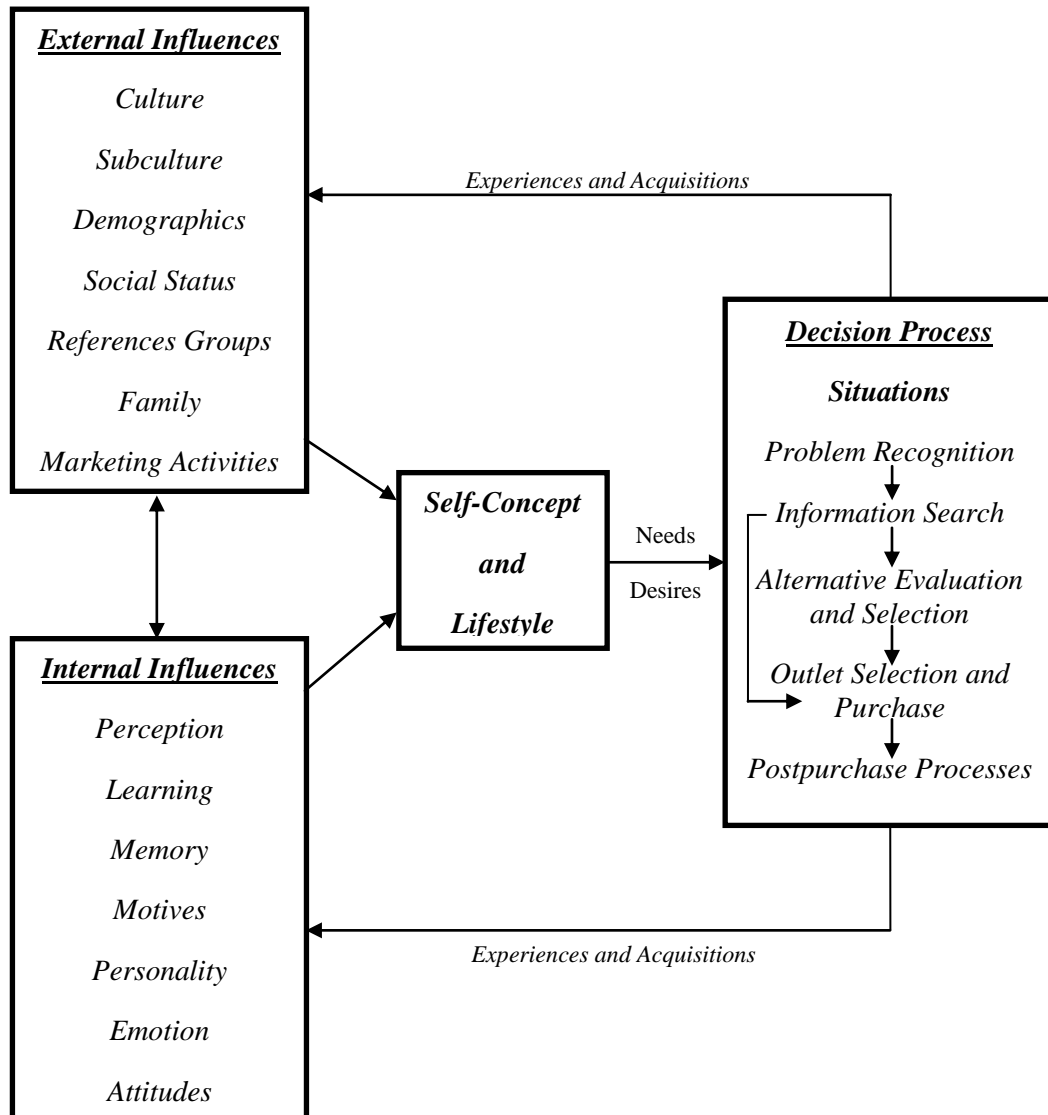 External Influences
Culture
Subculture
Demographics
Social Status
References Groups
Family
Marketing Activities
Experiences and Acquisitions
Self-Concept
and
Lifestyle
Needs
Desires
Decision Process
Situations
Problem Recognition
Information Search
Alternative Evaluation
and Selection
Outlet Selection and
Purchase
Postpurchase Processes
Internal Influences
Perception
Learning
Memory
Motives
Personality
Emotion
Attitudes
Experiences and Acquisitions